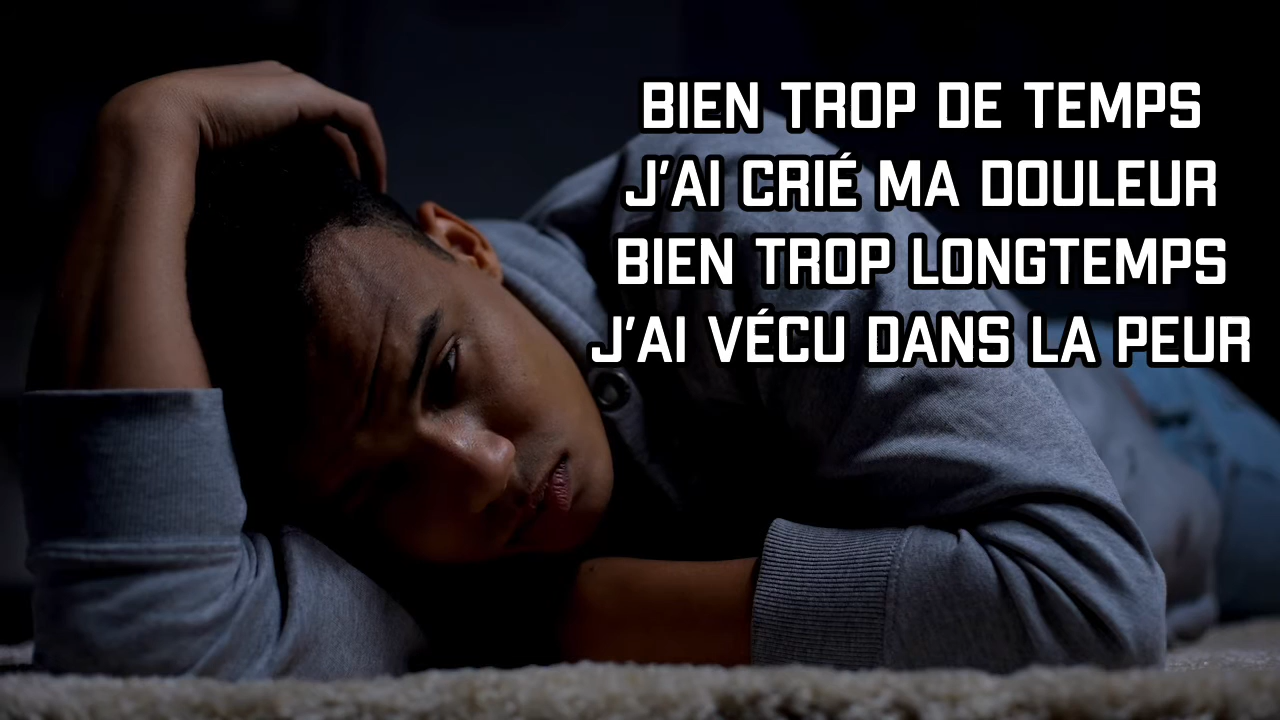 BIEN TROP DE TEMPS
J'AI CRIÉ MA DOULEUR
BIEN TROP LONGTEMPS
J'AI VÉCU DANS LA PEUR